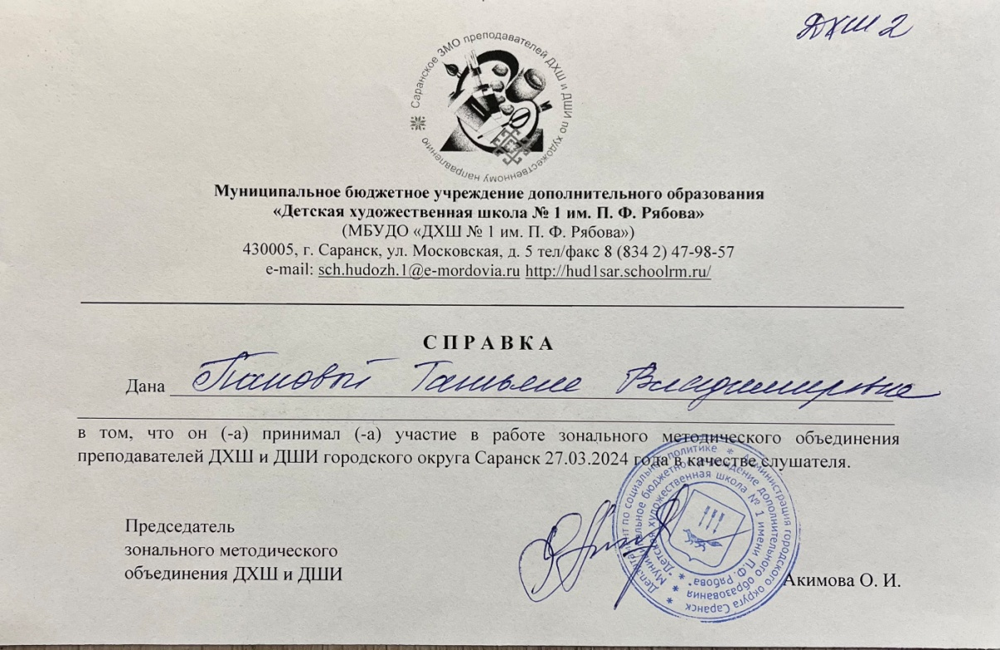 ДХШ 2
Саранское ЗМО преподавателей ДХШ и ДШИ по художественному направлению
Муниципальное бюджетное учреждение дополнительного образования
«Детская художественная школа № 1 им. П. Ф. Рябова»
(МБУДО «ДХШ № 1 им. П. Ф. Рябова»)
430005, г. Саранск, ул. Московская, д. 5 тел/факс 8 (834 2) 47-98-57
e-mail: sch.hudozh.1@e-mordovia.ru http://hud1sar.schoolrm.ru/
СПРАВКА
Дана Пановой Татьяне Владимировне
в том, что он (-а) принимал (-а) участие в работе зонального методического объединения
преподавателей ДХШ и ДШИ городского округа Саранск 27.03.2024 года в качестве слушателя.
Председатель
зонального методического
объединения ДХШ и ДШИ
Акимова О. И.
* Администрация городского округа Саранск * Департамент по социальной политике
* Муниципальное бюджетное учреждение дополнительного образования *
"Детская художественная школа № 1 имени П.Ф. Рябова" *